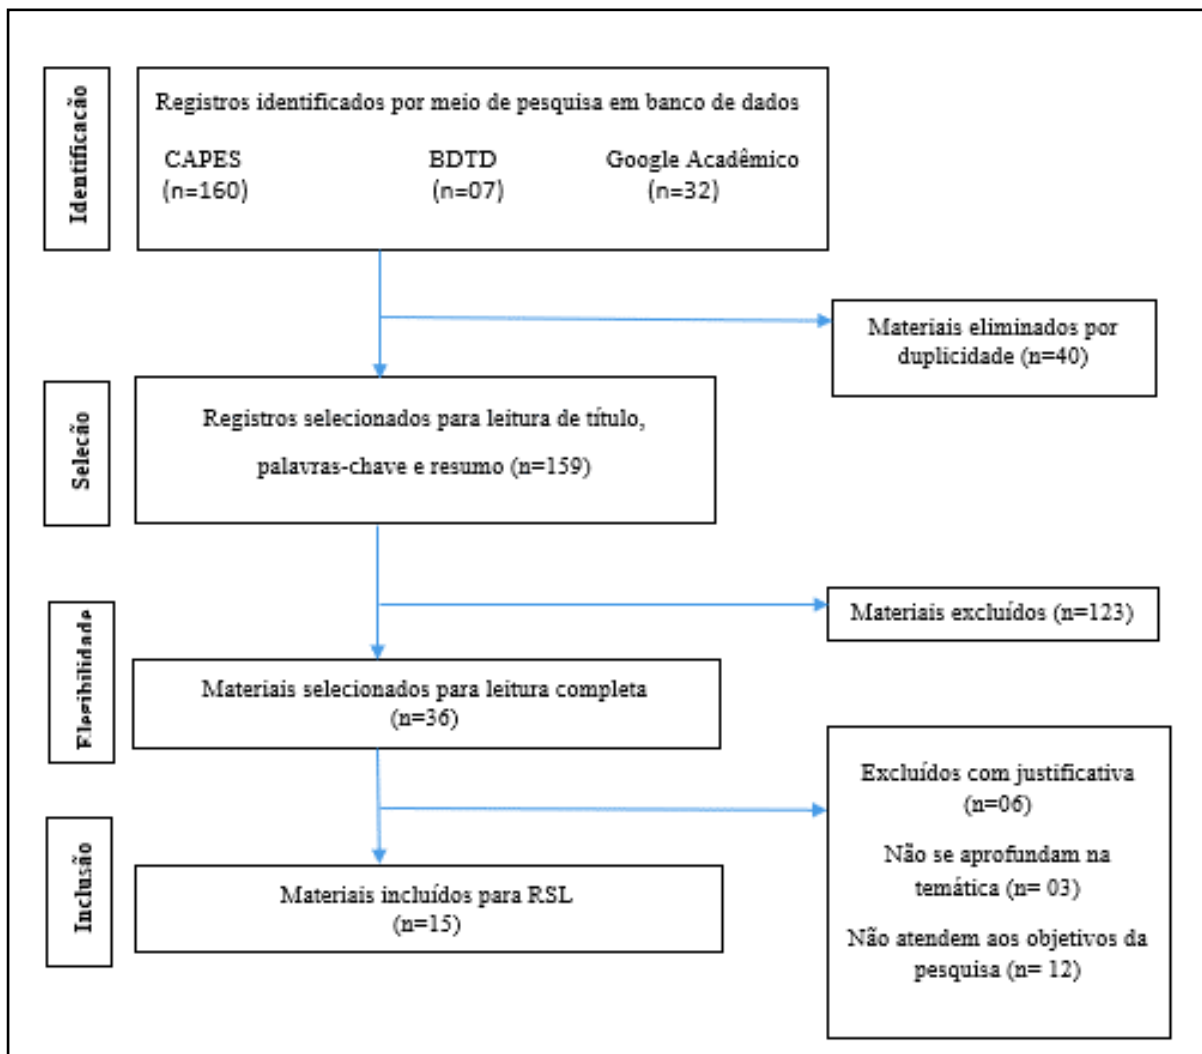 Identificação
Registros identificados por meio de pesquisa em banco de dados
CAPES BDTD Google Acadêmico
(n=160) (n=07) (n=32)
Materiais eliminados por
duplicidade (n=40)
Seleção
Registros selecionados para leitura de título,
palavras-chave e resumo (n=159)
Materiais excluídos (n=123)
Elegibilidade
Materiais selecionados para leitura completa
(n=36)
Excluídos com justificativa
(n=06)
Não se aprofundam na
temática (n= 03)
Não atendem aos objetivos da
pesquisa (n= 12)
Inclusão
Materiais incluídos para RSL
(n=15)